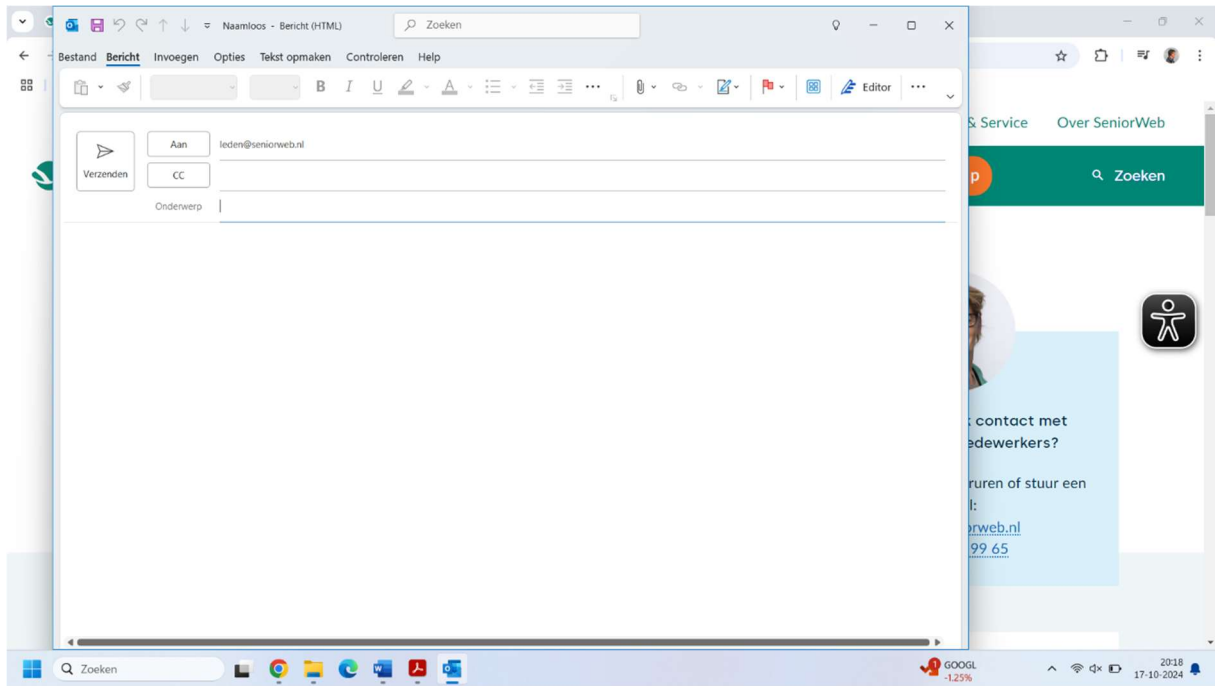 Naamloos - Bericht (HTML)
Zoeken
Bestand Bericht Invoegen Opties Tekst opmaken Controleren Help
B I U A Editor
& Service Over SeniorWeb
Verzenden
Aan leden@seniorweb.nl
CC
Onderwerp
p
Zoeken
contact met
edewerkers?
ruren of stuur een
l:
orweb.nl
99 65
Zoeken
GOOGL
-1.25%
20:18
17-10-2024